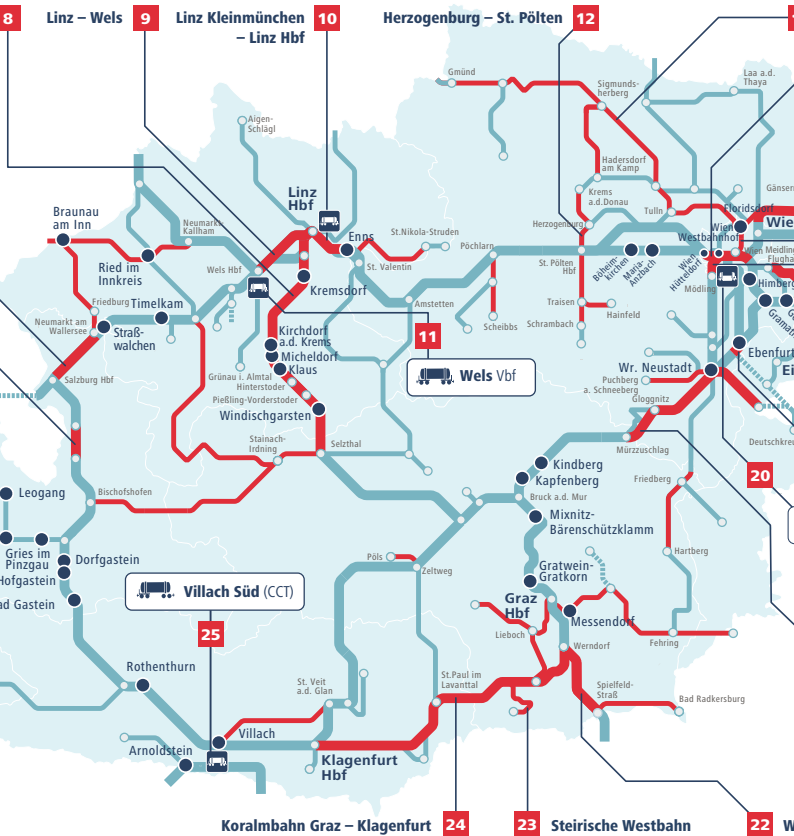 8
Linz – Wels
9
Linz Kleinmünchen
– Linz Hbf
10
Herzogenburg – St. Pölten
12
Gmünd
Sigmunds-
herberg
Laa a.d.
Thaya
Aigen-
Schlägl
Hadersdorf
am Kamp
Krems
a.d.Donau
Linz
Hbf
Braunau
am Inn
Neumarkt-
Kallham
Enns
St.Nikola-Struden
Herzogenburg
Tulln
Floridsdorf
Wien
Westbahnhof
Ried im
Innkreis
Wels Hbf
St. Valentin
Pöchlarn
St. Pölten
Hbf
Böheim-
kirchen
Maria-
Anzbach
Wien
Hütteldorf
Kremsdorf
Mödling
Himberg
Friedburg
Timelkam
Amstetten
Traisen
Hainfeld
Neumarkt am
Wallersee
Straß-
walchen
Scheibbs
Schrambach
Kirchdorf
a.d. Krems
Micheldorf
Klaus
11
Wels Vbf
Grünau i. Almtal
Hinterstoder
Pießling-Vorderstoder
Windischgarsten
Salzburg Hbf
Wr. Neustadt
Puchberg
a. Schneeberg
Gloggnitz
Ebenfurt
Stainach-
Irdning
Selzthal
Mürzzuschlag
20
Leogang
Bischofshofen
Kindberg
Kapfenberg
Bruck a.d. Mur
Friedberg
Mixnitz-
Bärenschützklamm
Gries im
Pinzgau
Dorfgastein
Hofgastein
Pöls
Zeltweg
Hartberg
Villach Süd (CCT)
25
Gratwein-
Gratkorn
Graz
Hbf
Messendorf
Lieboch
Werndorf
Fehring
Rothenthurn
St. Veit
a.d. Glan
St.Paul im
Lavanttal
Spielfeld-
Straß
Bad Radkersburg
Villach
Arnoldstein
Klagenfurt
Hbf
Koralmbahn Graz – Klagenfurt
24
23
Steirische Westbahn
22